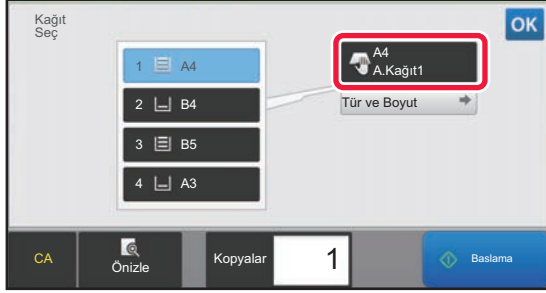 Kağıt
Seç
OK
1 A4
2 B4
3 B5
4 A3
A4
A.Kağıt1
Tür ve Boyut
CA
Önizle
Kopyalar
1
Baslama